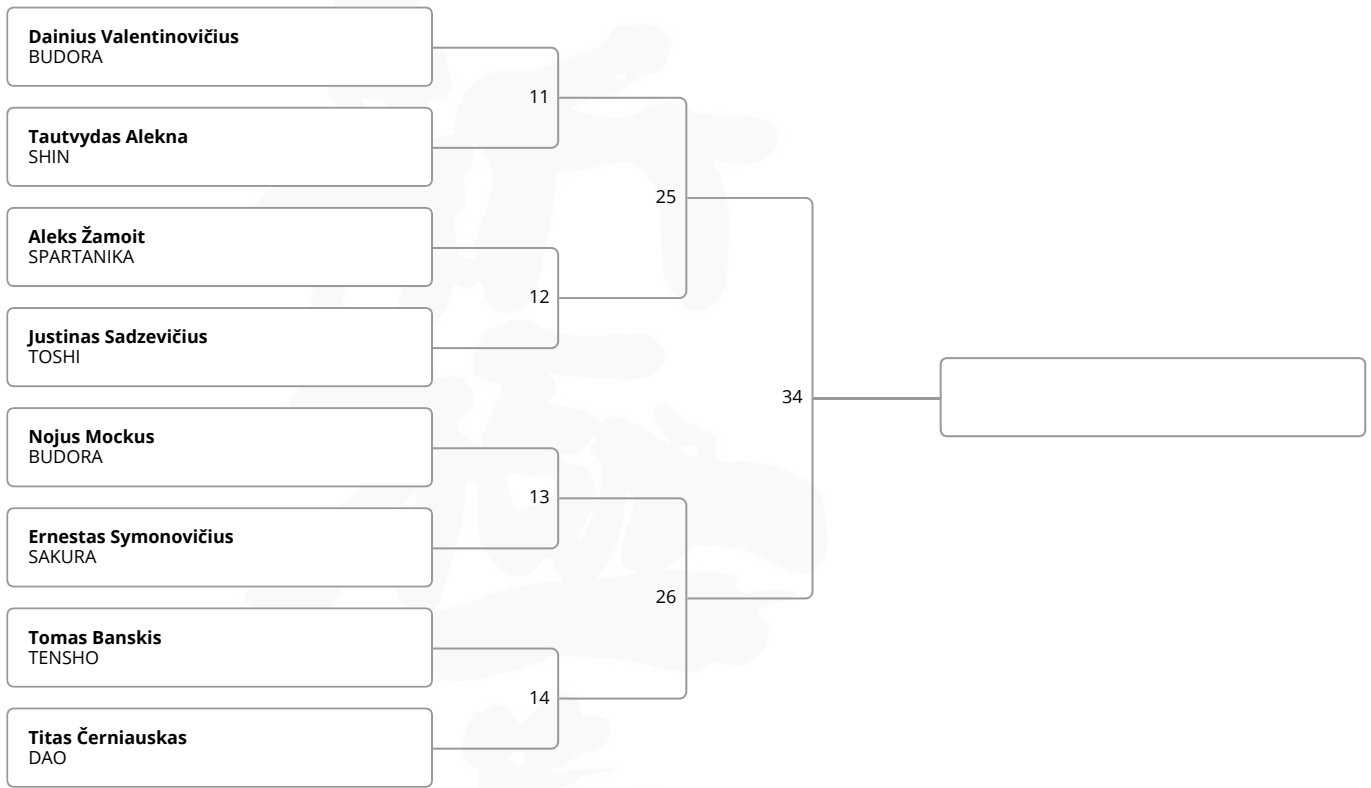 Dainius Valentinovičius
BUDORA
11
Tautvydas Alekna
SHIN
25
Aleks Žamoit
SPARTANIKA
12
Justinas Sadzevičius
TOSHI
34
Nojus Mockus
BUDORA
13
Ernestas Symonovičius
SAKURA
26
Tomas Banskis
TENSHO
14
Titas Černiauskas
DAO